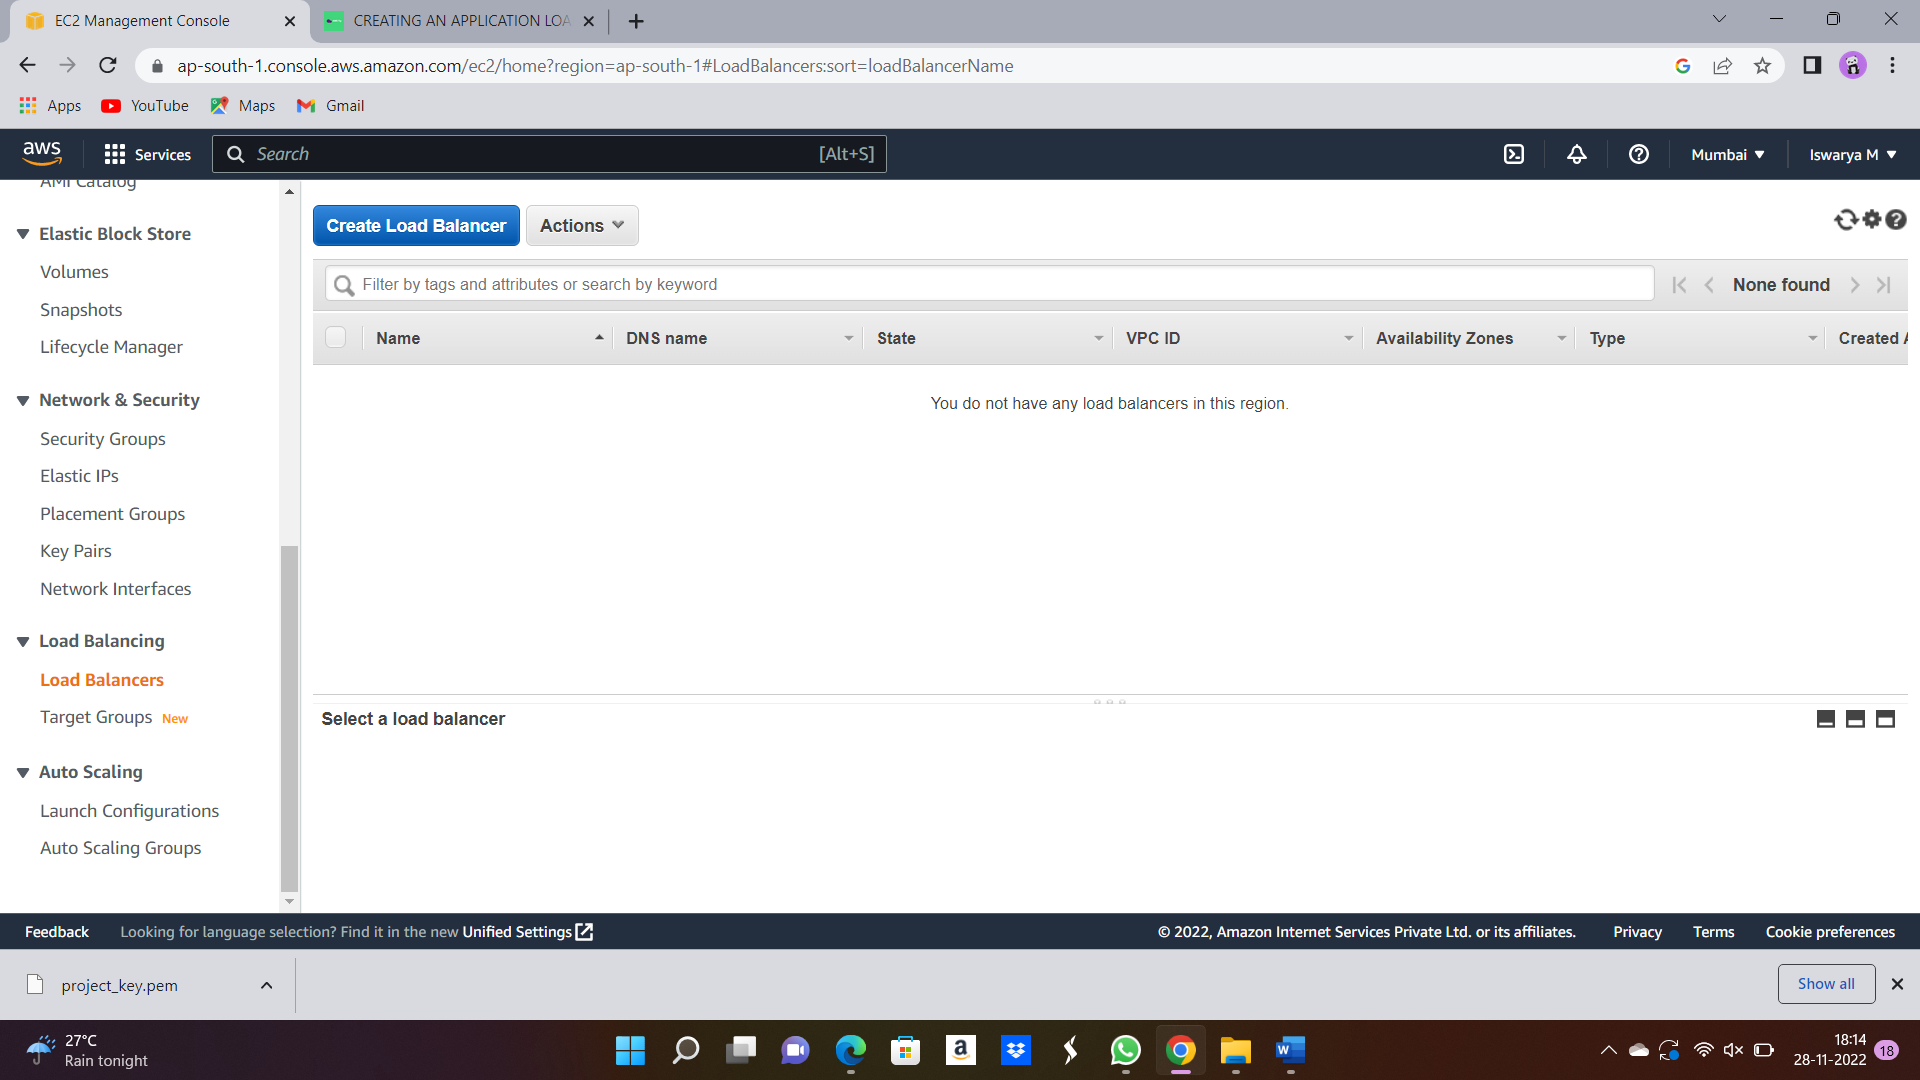 EC2 Management Console
CREATING AN APPLICATION LOA
ap-south-1.console.aws.amazon.com/ec2/home?region=ap-south-1#LoadBalancers:sort=loadBalancerName
Apps YouTube Maps Gmail
aws Services Search [Alt+S] Mumbai Iswarya M
AMI Catalog
Elastic Block Store
Volumes
Snapshots
Lifecycle Manager
Network & Security
Security Groups
Elastic IPs
Placement Groups
Key Pairs
Network Interfaces
Load Balancing
Load Balancers
Target Groups New
Auto Scaling
Launch Configurations
Auto Scaling Groups
Create Load Balancer Actions
Filter by tags and attributes or search by keyword None found
Name DNS name State VPC ID Availability Zones Type Created A
You do not have any load balancers in this region.
Select a load balancer
Feedback Looking for language selection? Find it in the new Unified Settings © 2022, Amazon Internet Services Private Ltd. or its affiliates. Privacy Terms Cookie preferences
project_key.pem Show all
27°C
Rain tonight
18:14
28-11-2022 18